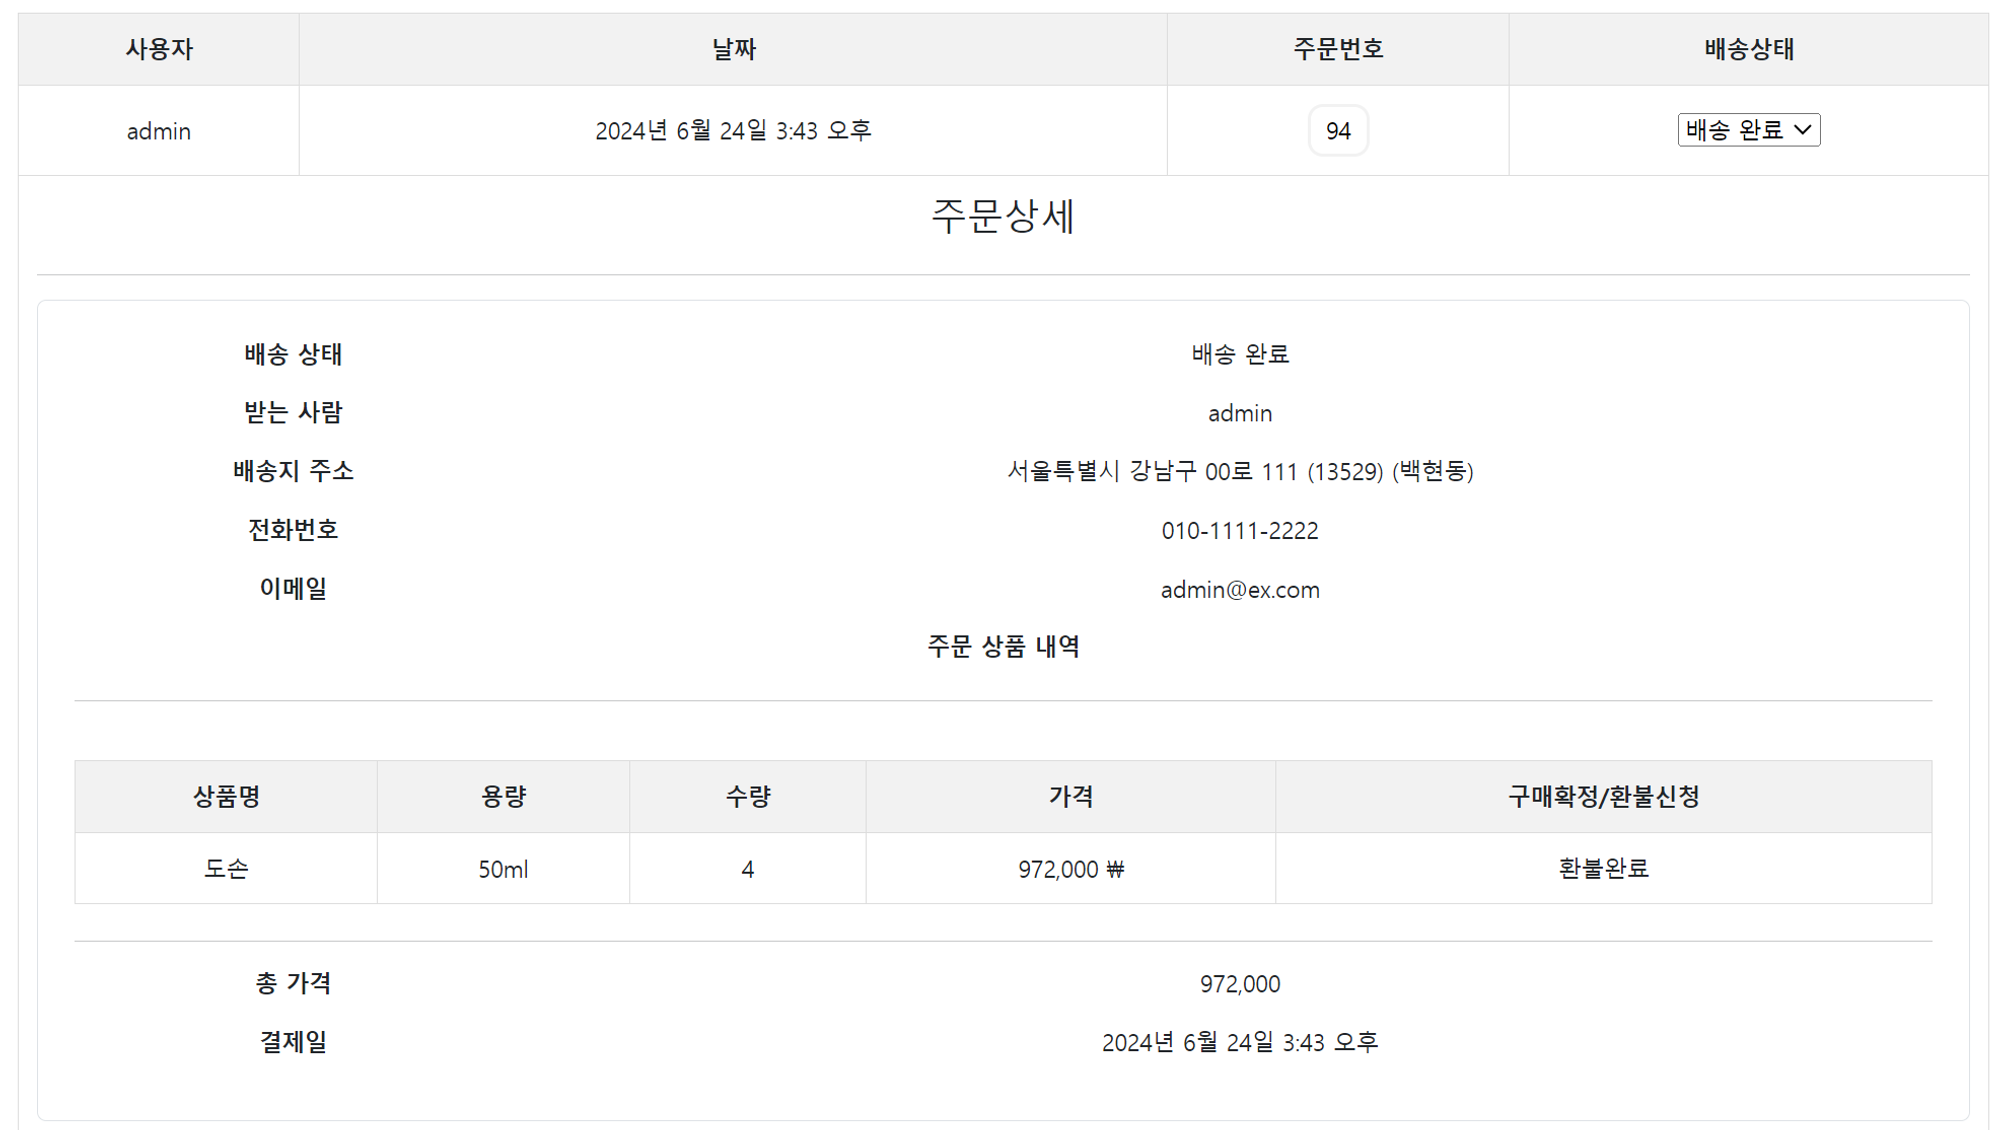 사용자 날짜 주문번호 배송상태
admin 2024년 6월 24일 3:43 오후 94 배송 완료
주문상세
배송 상태 배송 완료
받는 사람 admin
배송지 주소 서울특별시 강남구 00로 111 (13529) (백현동)
전화번호 010-1111-2222
이메일 admin@ex.com
주문 상품 내역
상품명 용량 수량 가격 구매확정/환불신청
도손 50ml 4 972,000 ₩ 환불완료
총 가격 972,000
결제일 2024년 6월 24일 3:43 오후